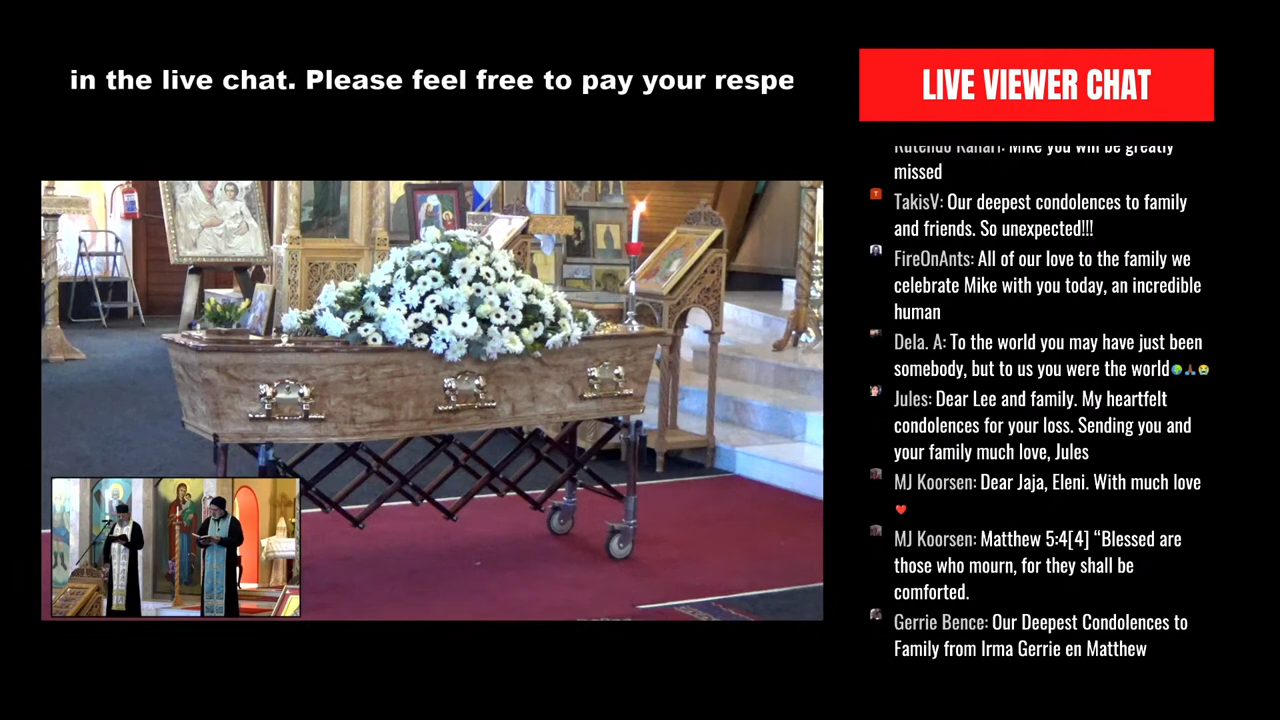 in the live chat. Please feel free to pay your respe
LIVE VIEWER CHAT
Mike you will be greatly
missed
TakisV: Our deepest condolences to family
and friends. So unexpected!!!
FireOnAnts: All of our love to the family we
celebrate Mike with you today, an incredible
human
Dela. A: To the world you may have just been
somebody, but to us you were the world🌍🙏🏾😭
Jules: Dear Lee and family. My heartfelt
condolences for your loss. Sending you and
your family much love, Jules
MJ Koorsen: Dear Jaja, Eleni. With much love
❤️
MJ Koorsen: Matthew 5:4[4] “Blessed are
those who mourn, for they shall be
comforted.
Gerrie Bence: Our Deepest Condolences to
Family from Irma Gerrie en Matthew